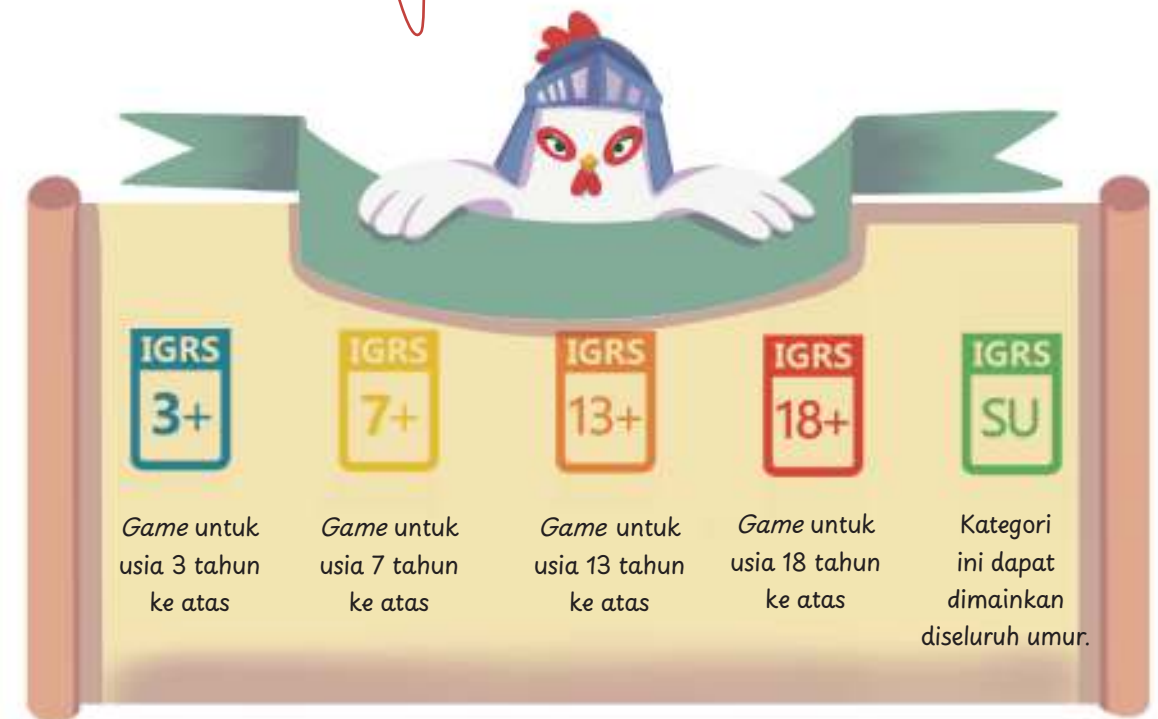 IGRS
3+
Game untuk
usia 3 tahun
ke atas
IGRS
7+
Game untuk
usia 7 tahun
ke atas
IGRS
13+
Game untuk
usia 13 tahun
ke atas
IGRS
18+
Game untuk
usia 18 tahun
ke atas
IGRS
SU
Kategori
ini dapat
dimainkan
diseluruh umur.